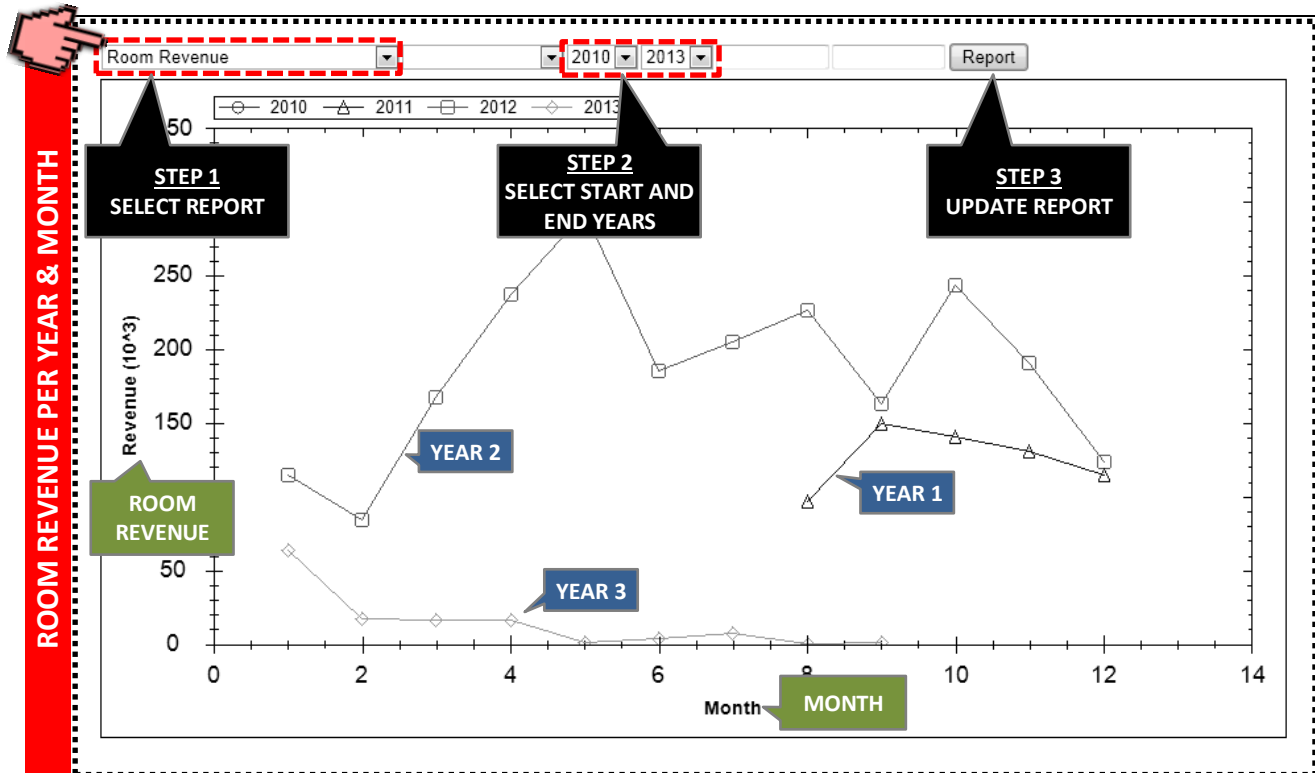 ROOM REVENUE PER YEAR & MONTH
Room Revenue
2010
2013
Report
2010 2011 2012 2013
STEP 1
SELECT REPORT
STEP 2
SELECT START AND
END YEARS
STEP 3
UPDATE REPORT
50
250
200
150
50
0
Revenue (10^3)
ROOM
REVENUE
YEAR 2
YEAR 1
YEAR 3
0 2 4 6 8 10 12 14
Month
MONTH